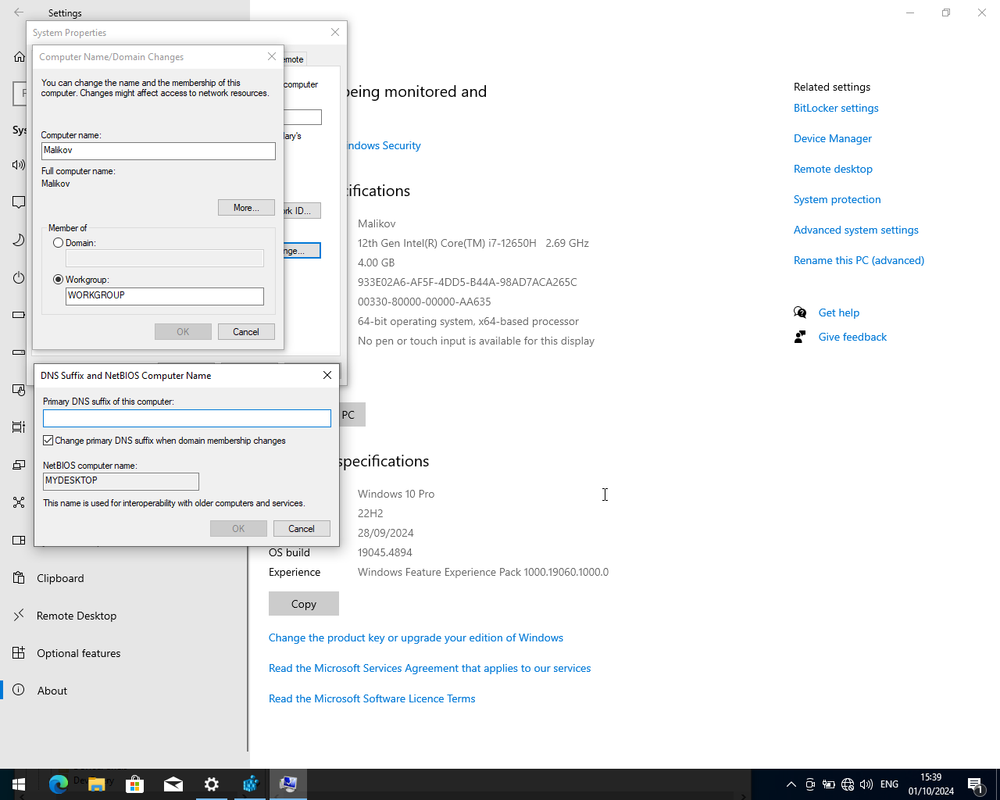 Settings
System Properties
Computer Name/Domain Changes
You can change the name and the membership of this
computer. Changes might affect access to network resources.
Computer name:
Malikov
Full computer name:
Malikov
More...
Member of
Domain:
Workgroup:
WORKGROUP
OK
Cancel
computer
DNS Suffix and NetBIOS Computer Name
Primary DNS suffix of this computer:
Change primary DNS suffix when domain membership changes
NetBIOS computer name:
MYDESKTOP
This name is used for interoperability with older computers and services.
OK
Cancel
Clipboard
Remote Desktop
Optional features
About
being monitored and
Windows Security
Malikov
12th Gen Intel(R) Core(TM) i7-12650H 2.69 GHz
4.00 GB
933E02A6-AF5F-4DD5-B44A-98AD7ACA265C
00330-80000-00000-AA635
64-bit operating system, x64-based processor
No pen or touch input is available for this display
PC
specifications
Windows 10 Pro
22H2
28/09/2024
OS build 19045.4894
Experience Windows Feature Experience Pack 1000.19060.1000.0
Copy
Change the product key or upgrade your edition of Windows
Read the Microsoft Services Agreement that applies to our services
Read the Microsoft Software Licence Terms
Related settings
BitLocker settings
Device Manager
Remote desktop
System protection
Advanced system settings
Rename this PC (advanced)
Get help
Give feedback
ENG
15:39
01/10/2024
1